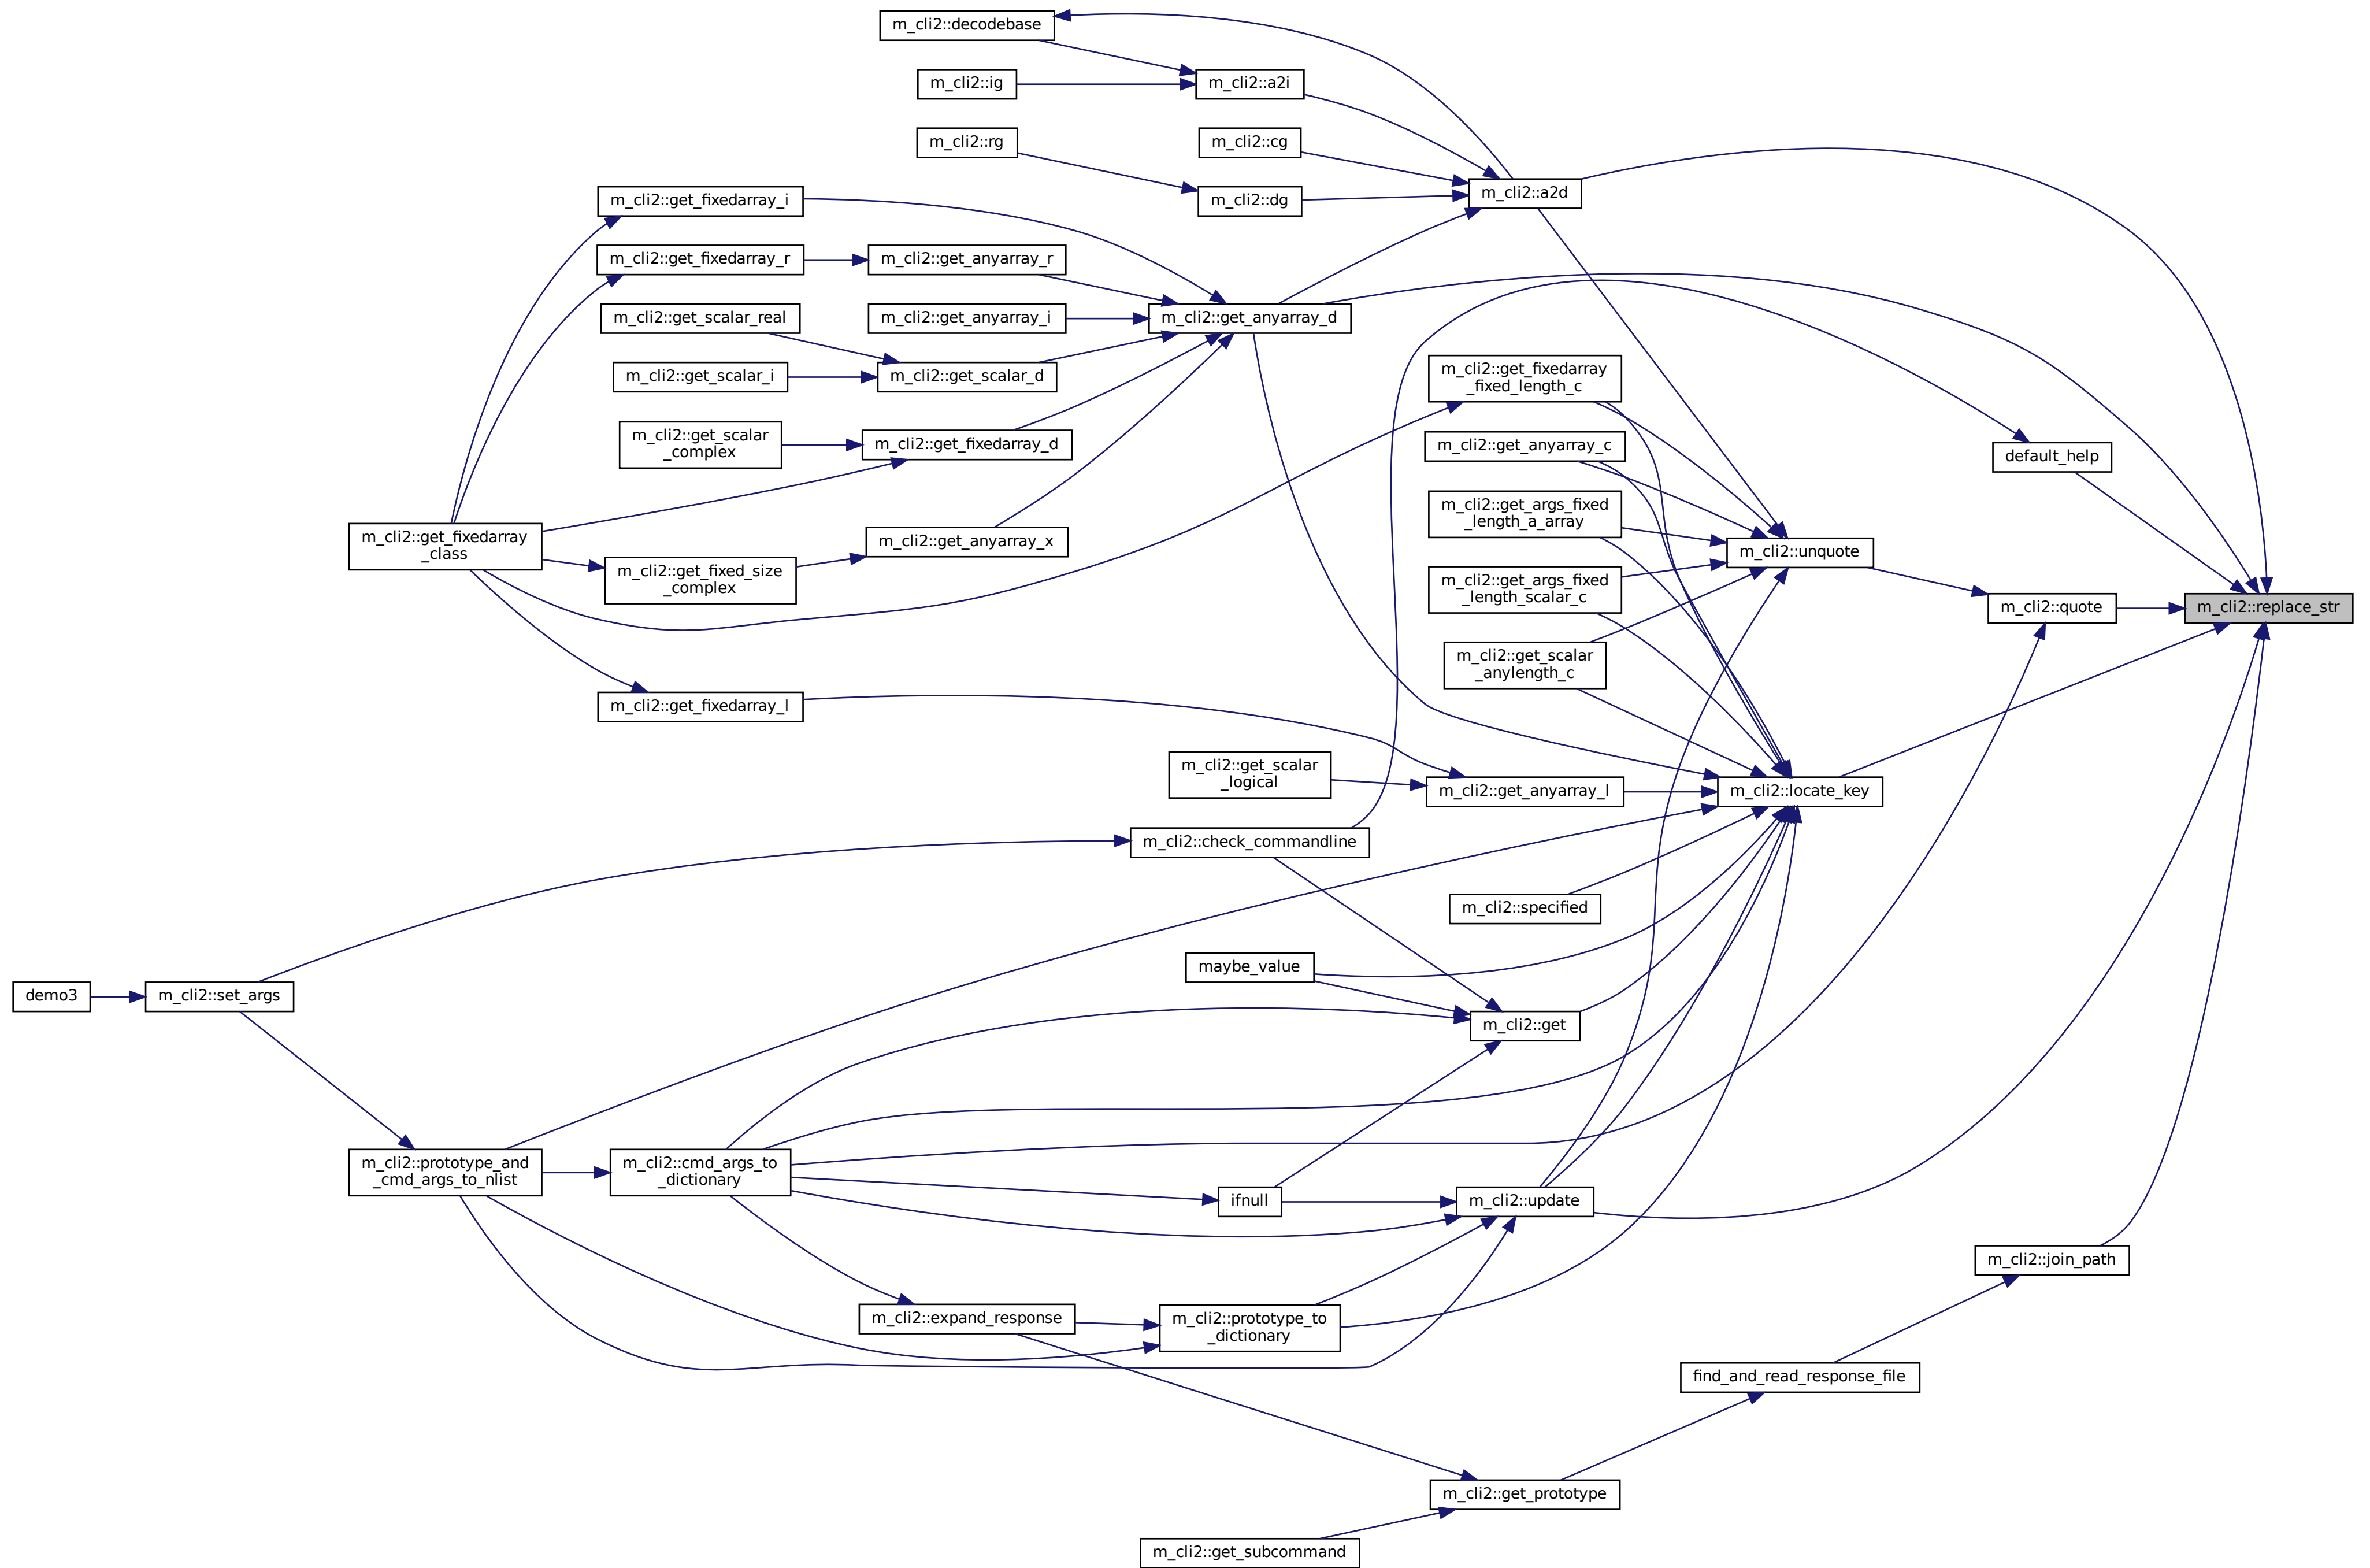 m_cli2::decodebase
m_cli2::ig
m_cli2::a2i
m_cli2::rg
m_cli2::cg
m_cli2::get_fixedarray_i
m_cli2::dg
m_cli2::a2d
m_cli2::get_fixedarray_r
m_cli2::get_anyarray_r
m_cli2::get_scalar_real
m_cli2::get_anyarray_i
m_cli2::get_anyarray_d
m_cli2::get_scalar_i
m_cli2::get_scalar_d
m_cli2::get_fixedarray
_fixed_length_c
m_cli2::get_scalar
_complex
m_cli2::get_fixedarray_d
m_cli2::get_anyarray_c
default_help
m_cli2::get_args_fixed
_length_a_array
m_cli2::get_fixedarray
_class
m_cli2::get_anyarray_x
m_cli2::unquote
m_cli2::get_fixed_size
_complex
m_cli2::get_args_fixed
_length_scalar_c
m_cli2::quote
m_cli2::replace_str
m_cli2::get_scalar
_anylength_c
m_cli2::get_fixedarray_l
m_cli2::get_scalar
_logical
m_cli2::get_anyarray_l
m_cli2::locate_key
m_cli2::check_commandline
m_cli2::specified
maybe_value
demo3
m_cli2::set_args
m_cli2::get
m_cli2::prototype_and
_cmd_args_to_nlist
m_cli2::cmd_args_to
_dictionary
ifnull
m_cli2::update
m_cli2::join_path
m_cli2::expand_response
m_cli2::prototype_to
_dictionary
find_and_read_response_file
m_cli2::get_prototype
m_cli2::get_subcommand